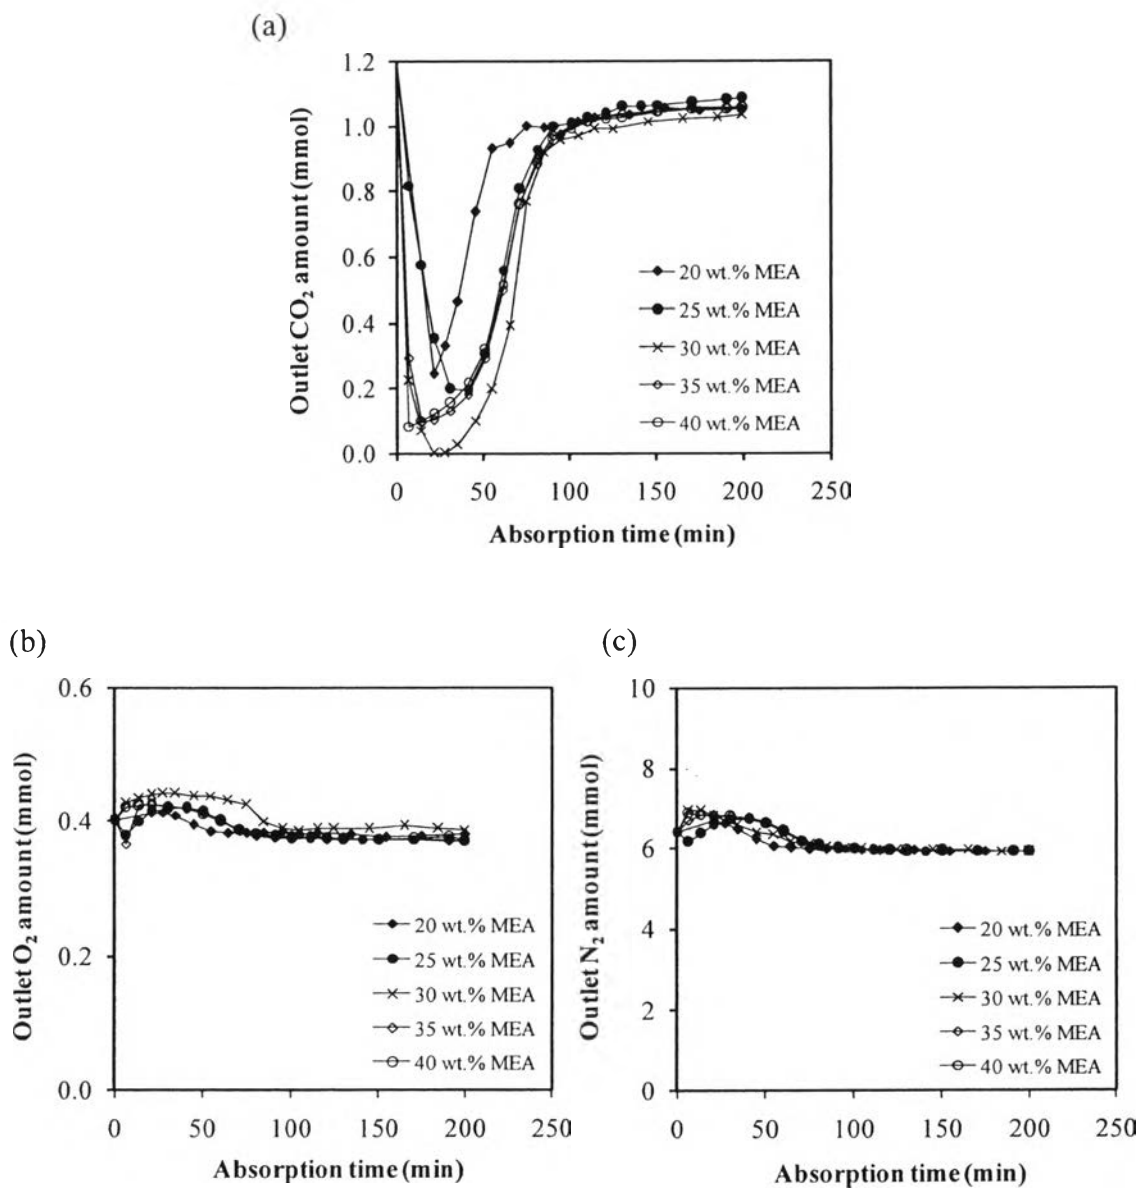 (a)
Outlet CO₂ amount (mmol)
1.2
1.0
0.8
0.6
0.4
0.2
0.0
20 wt.% MEA
25 wt.% MEA
30 wt.% MEA
35 wt.% MEA
40 wt.% MEA
0 50 100 150 200 250
Absorption time (min)
(b)
Outlet O₂ amount (mmol)
0.6
0.4
0.2
0.0
20 wt.% MEA
25 wt.% MEA
30 wt.% MEA
35 wt.% MEA
40 wt.% MEA
0 50 100 150 200 250
Absorption time (min)
(c)
Outlet N₂ amount (mmol)
10
8
6
4
2
0
20 wt.% MEA
25 wt.% MEA
30 wt.% MEA
35 wt.% MEA
40 wt.% MEA
0 50 100 150 200 250
Absorption time (min)